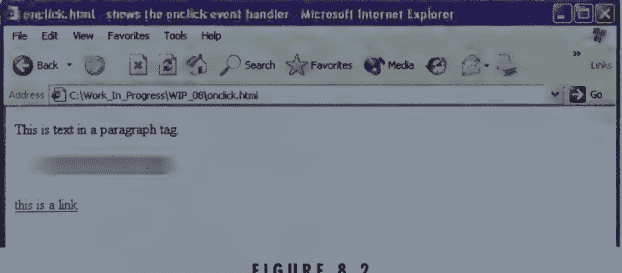 onclick.html - shows the onclick event handler - Microsoft Internet Explorer
File Edit View Favorites Tools Help
Back Search Favorites Media Links
Address C:\Work_In_Progress\WIP_08\onclick.html Go
This is text in a paragraph tag.
this is a link
FIGURE 8.2